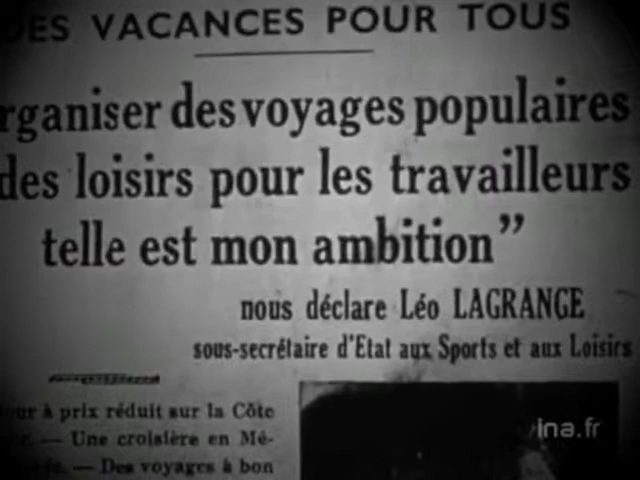 DES VACANCES POUR TOUS
rganiser des voyages populaires
des loisirs pour les travailleurs
telle est mon ambition”
nous déclare Léo LAGRANGE
sous-secrétaire d'Etat aux Sports et aux Loisirs
our à prix réduit sur la Côte
— Une croisière en Mé-
— Des voyages à bon
ina.fr